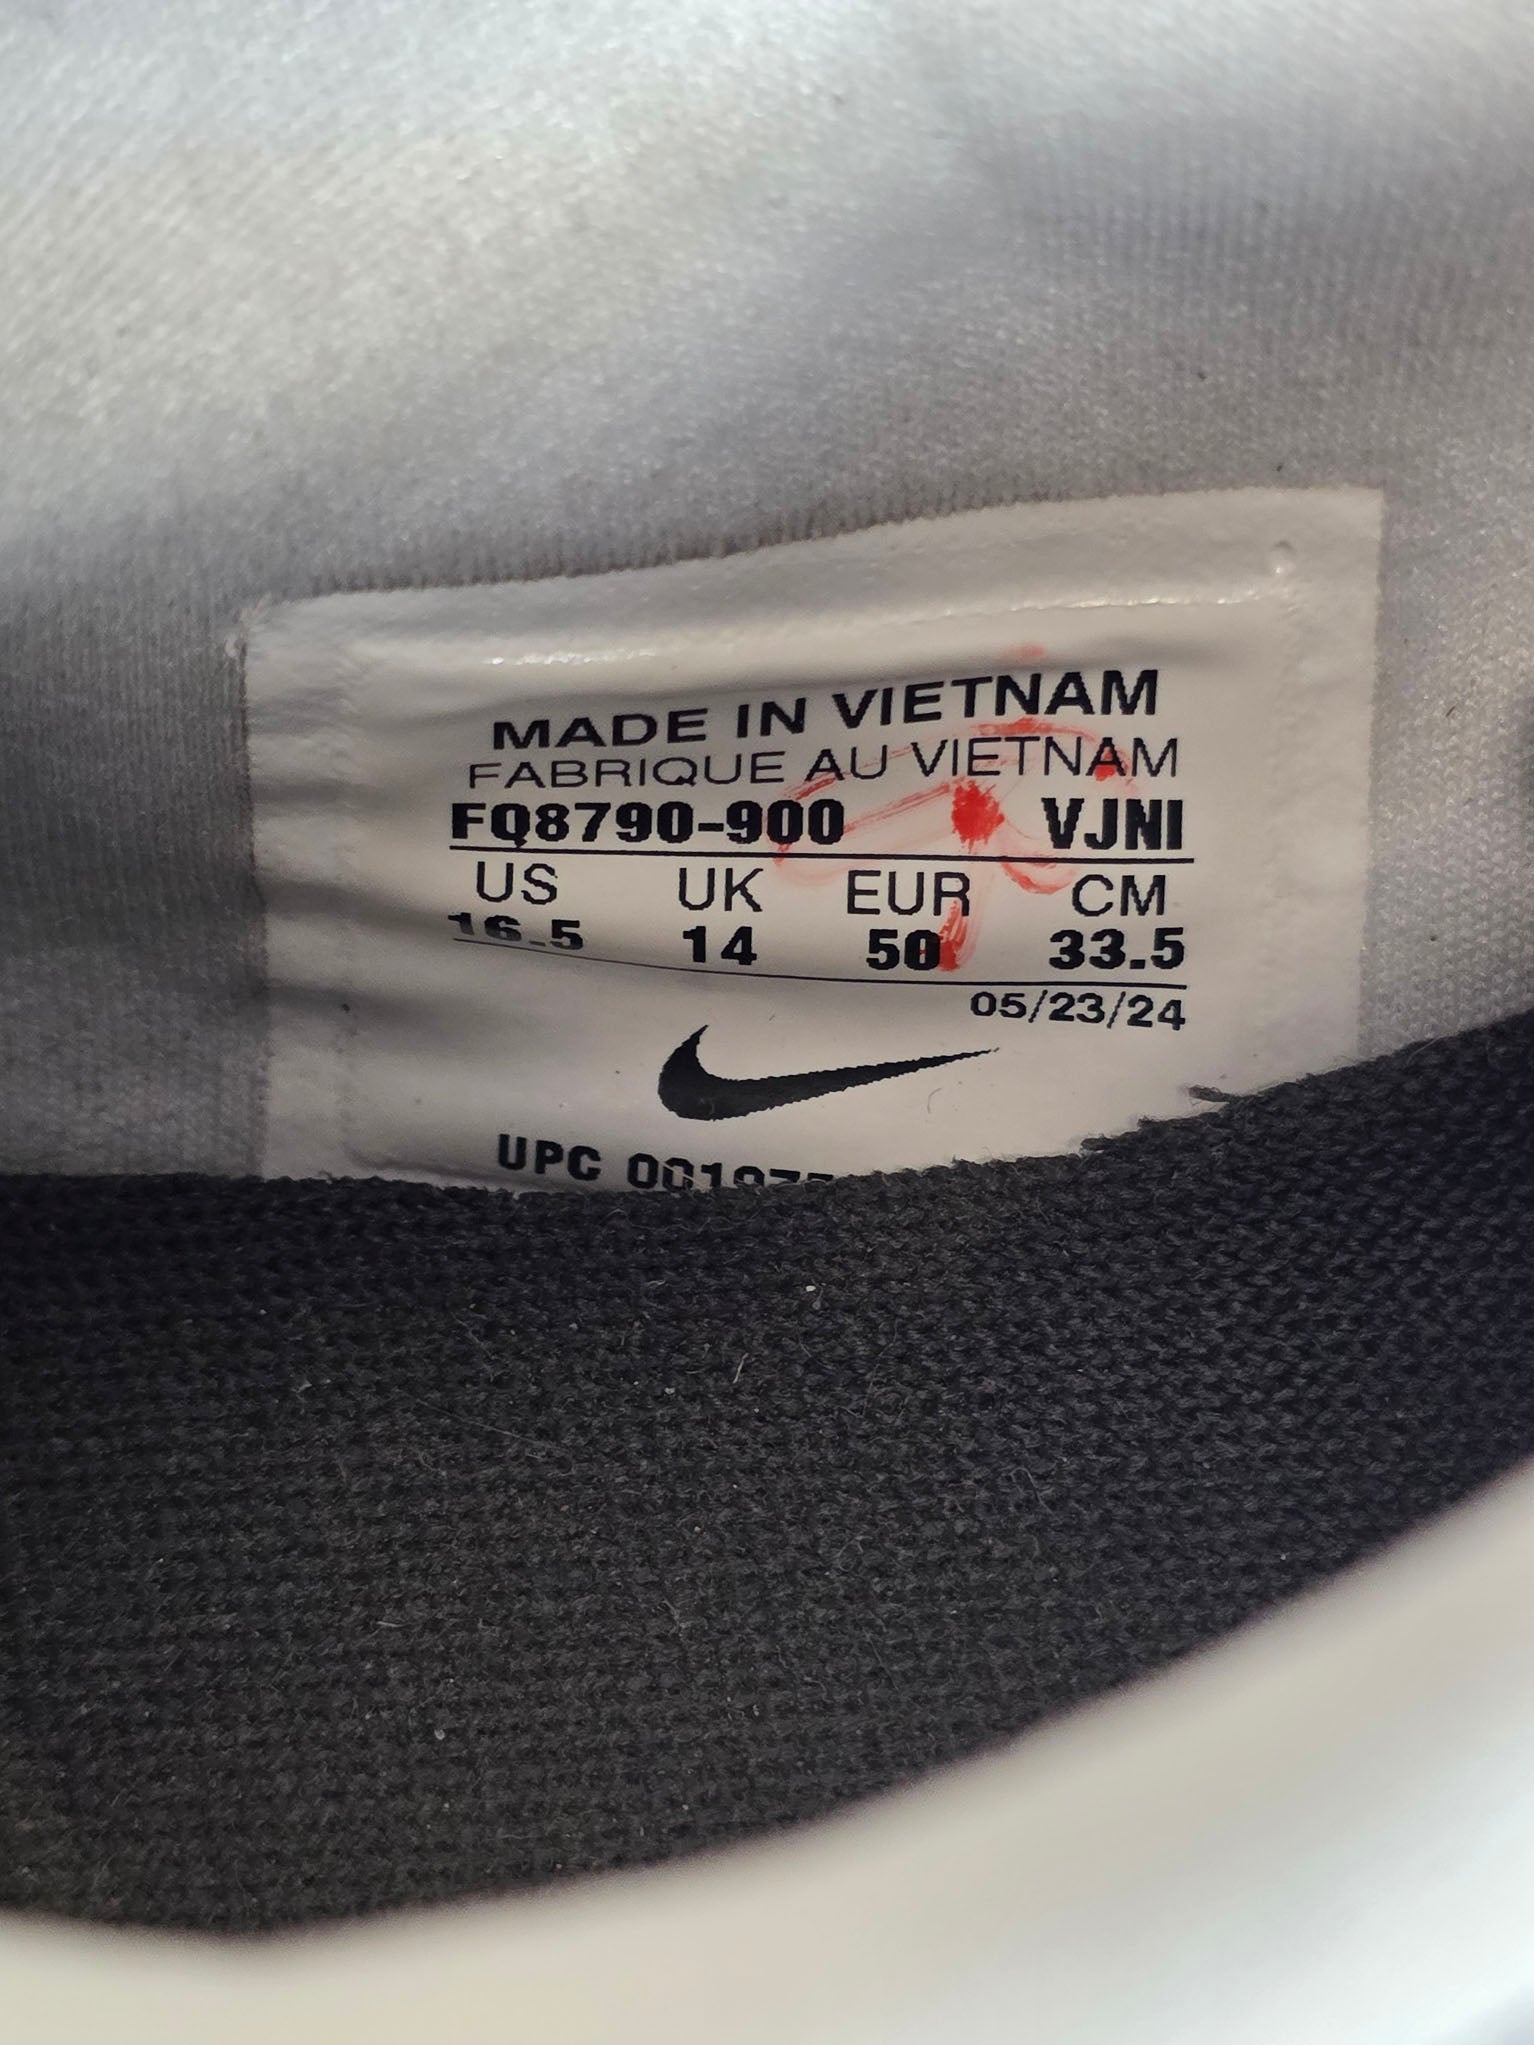 MADE IN VIETNAM
FABRIQUE AU VIETNAM
FQ8790-900 VJNI
US UK EUR CM
16.5 14 50 33.5
05/23/24
UPC